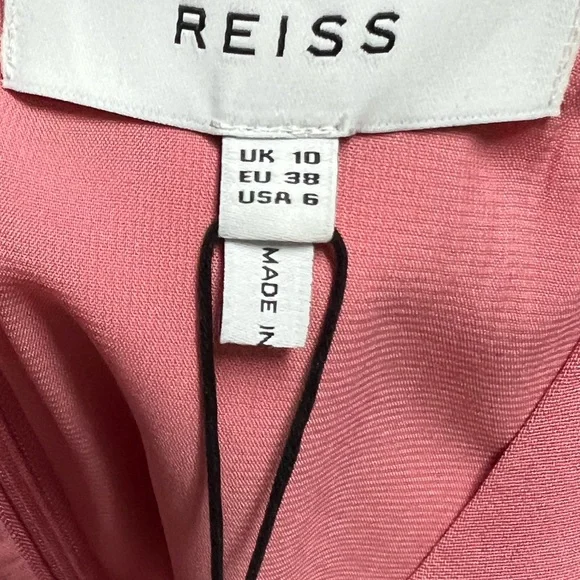 REISS
UK 10
EU 38
USA 6
MADE IN